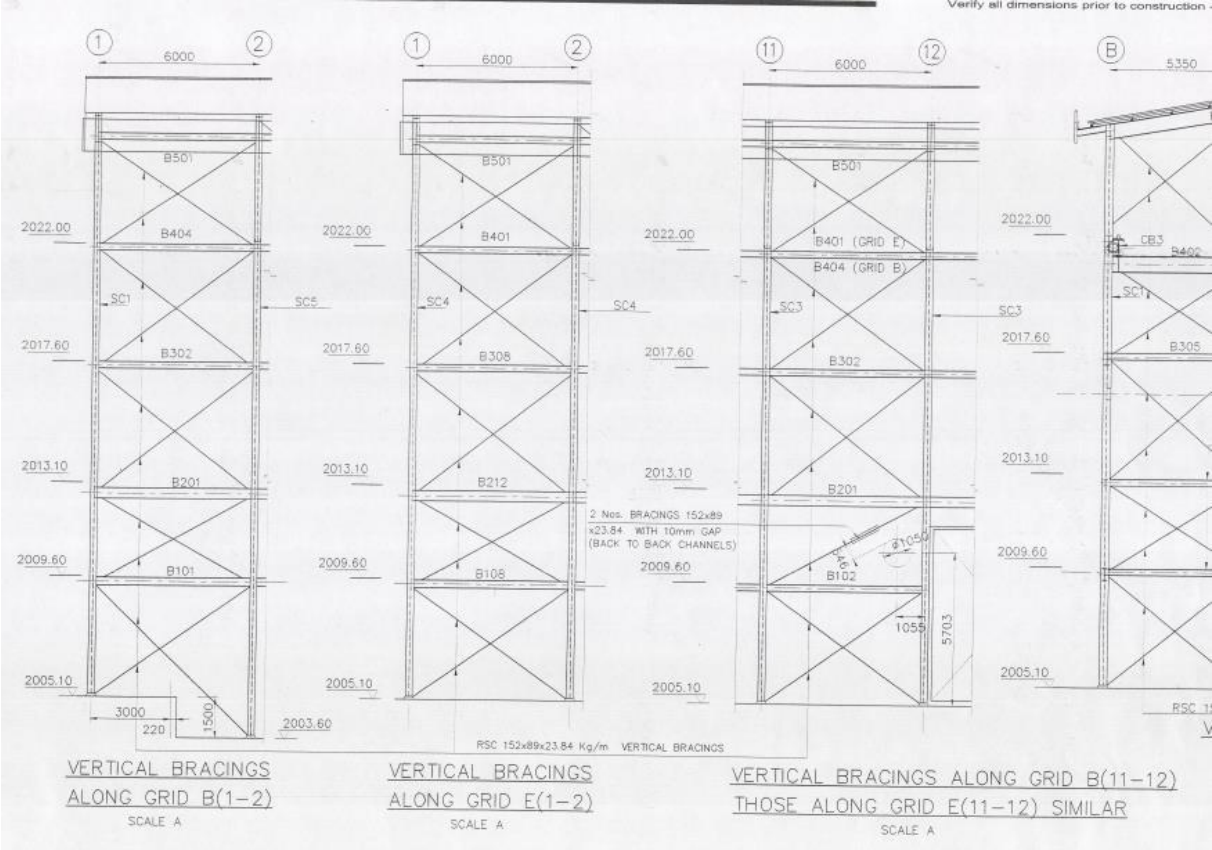 Verify all dimensions prior to construction
1
6000
2
B501
2022.00
B404
SC1
SC5
2017.60
B302
2013.10
B201
2009.60
B101
2005.10
3000
220
1500
2003.60
VERTICAL BRACINGS
ALONG GRID B(1-2)
SCALE A
1
6000
2
B501
2022.00
B401
SC4
SC4
2017.60
B308
2013.10
B212
2009.60
B108
2005.10
RSC 152x89x23.84 Kg/m VERTICAL BRACINGS
VERTICAL BRACINGS
ALONG GRID E(1-2)
SCALE A
11
6000
12
B501
2022.00
B401 (GRID E)
B404 (GRID B)
SC3
SC3
2017.60
B302
2013.10
B201
2 Nos. BRACINGS 152x89
x23.84 WITH 10mm GAP
(BACK TO BACK CHANNELS)
946
ø1050
2009.60
B102
1055
5703
2005.10
VERTICAL BRACINGS ALONG GRID B(11-12)
THOSE ALONG GRID E(11-12) SIMILAR
SCALE A
B
5350
2022.00
CB3
B402
SC1
2017.60
B305
2013.10
2009.60
2005.10
RSC 15
V